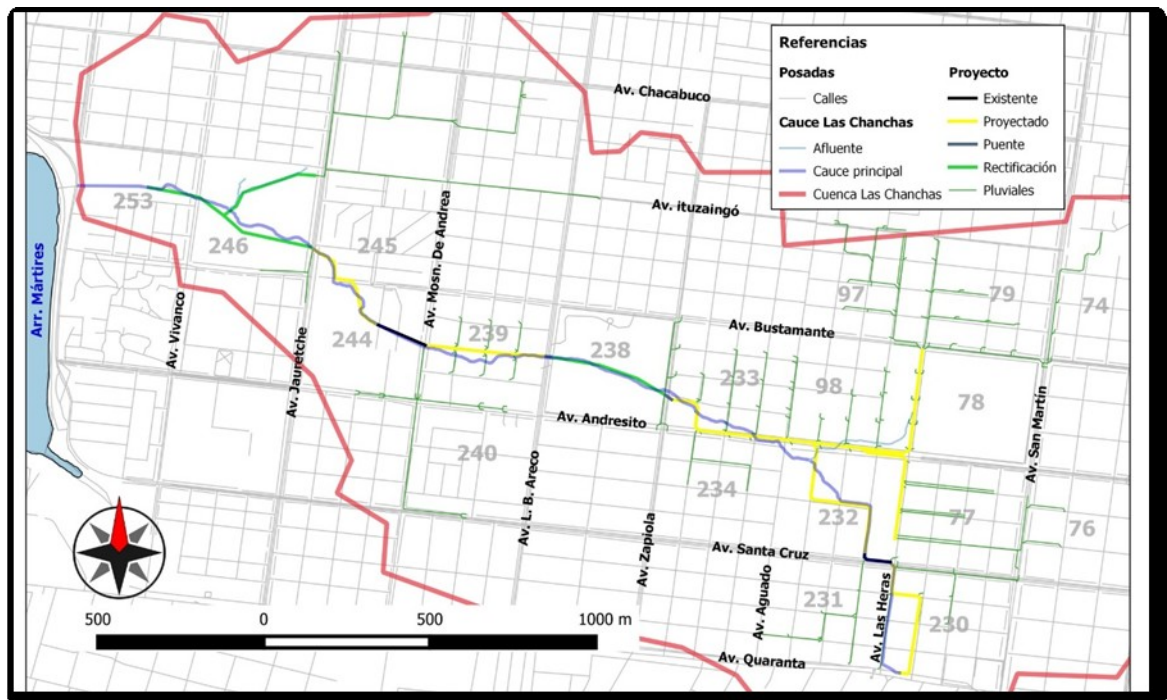 Referencias
Posadas
Calles
Cauce Las Chanchas
Afluente
Cauce principal
Cuenca Las Chanchas
Proyecto
Existente
Proyectado
Puente
Rectificación
Pluviales
Av. Chacabuco
Av. ituzaingó
253
246
245
Av. Mosn. De Andrea
97
79
74
Arr. Mártires
Av. Vivanco
Av. Jauretche
244
239
238
Av. Bustamante
233
98
78
Av. San Martín
Av. Andresito
240
Av. L. B. Areco
234
232
77
76
Av. Zapiola
Av. Santa Cruz
Av. Aguado
231
Av. Las Heras
230
Av. Quaranta
500
0
500
1000 m